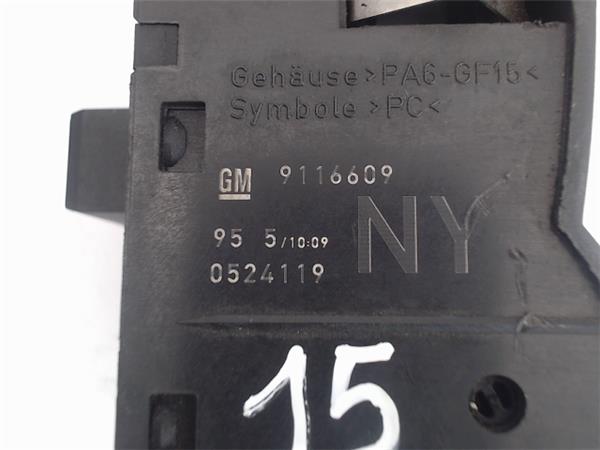 Gehäuse >PA6-GF15<
Symbole >PC<
GM 9116609
95 5/10:09 NY
0524119
15